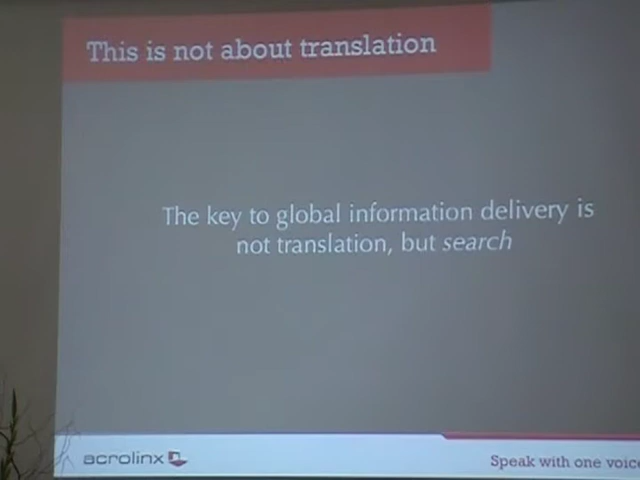 This is not about translation
The key to global information delivery is
not translation, but search
acrolinx
Speak with one voice